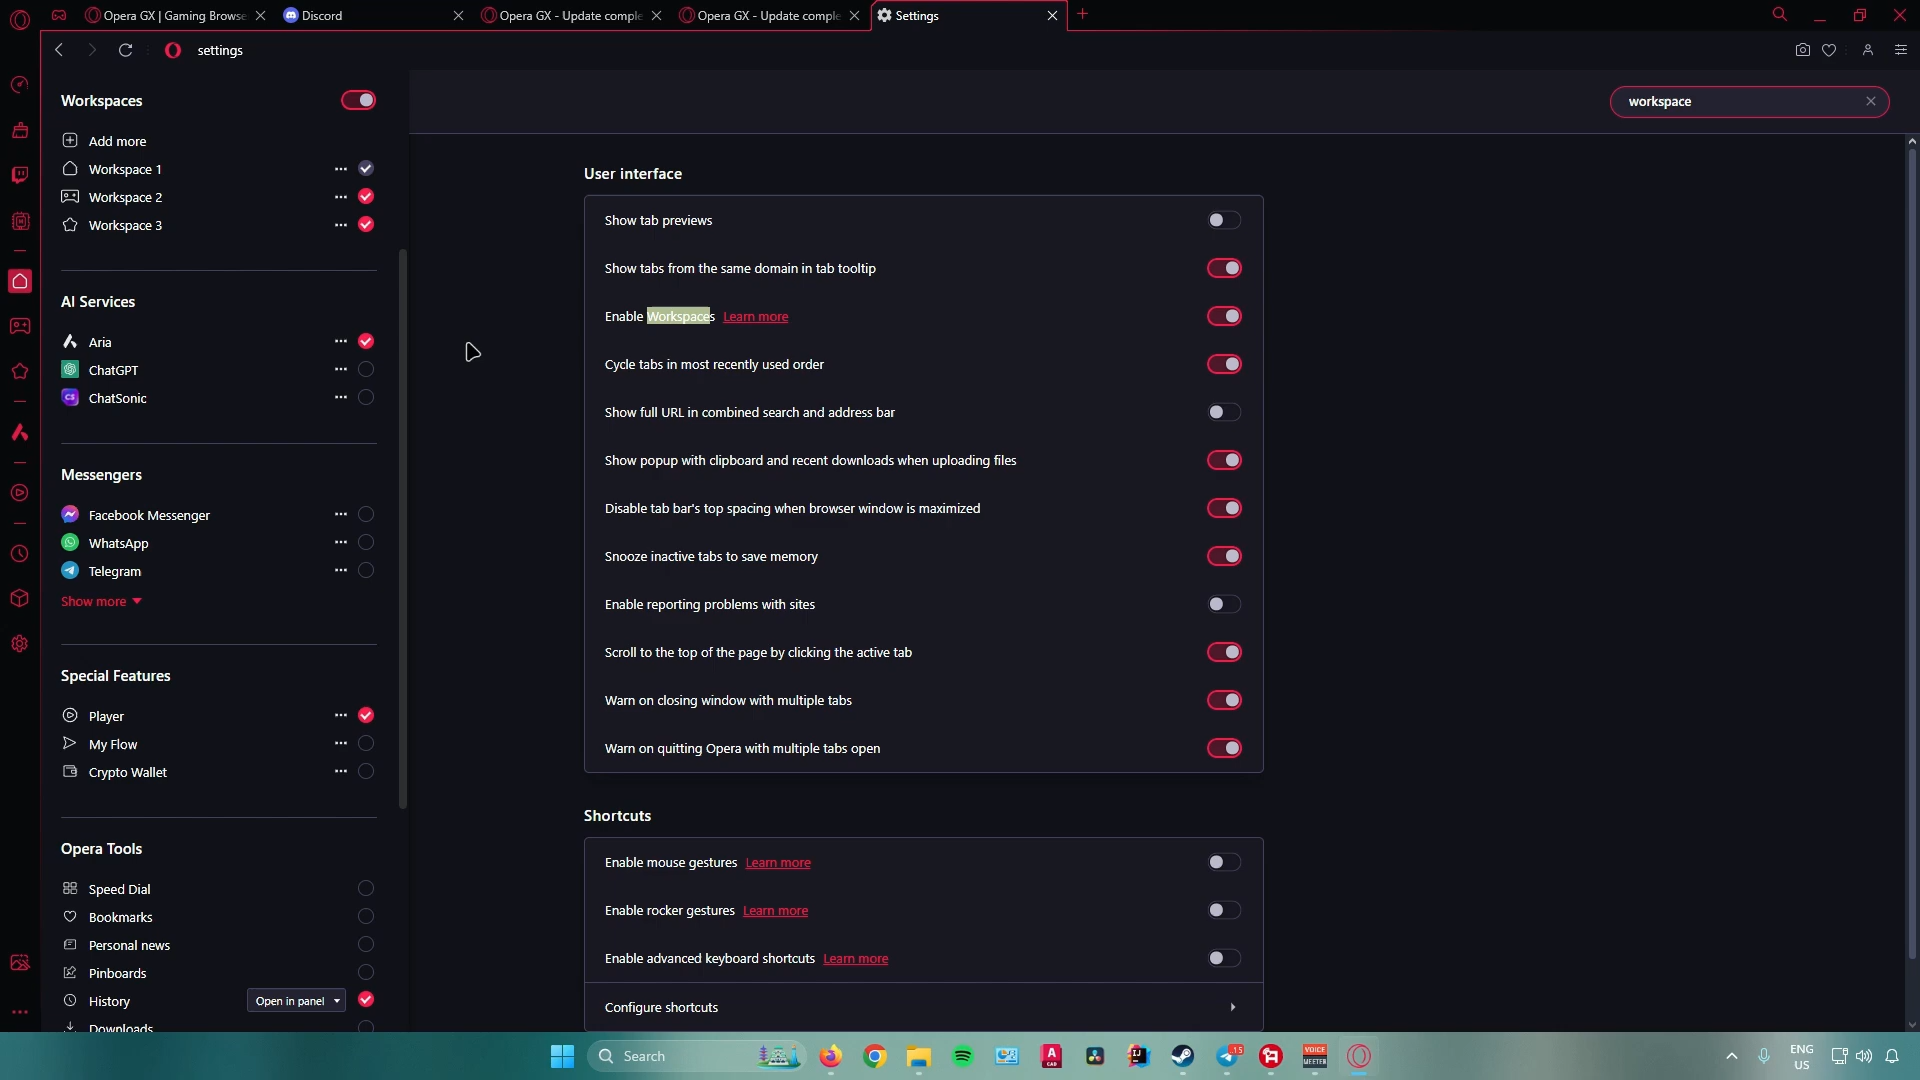 Opera GX | Gaming Browse
Discord
Opera GX - Update comple
Opera GX - Update comple
Settings
settings
Workspaces
Add more
Workspace 1
Workspace 2
Workspace 3
AI Services
Aria
ChatGPT
CS
ChatSonic
Messengers
Facebook Messenger
WhatsApp
Telegram
Show more
Special Features
Player
My Flow
Crypto Wallet
Opera Tools
Speed Dial
Bookmarks
Personal news
Pinboards
History
Open in panel
Downloads
workspace
User interface
Show tab previews
Show tabs from the same domain in tab tooltip
Enable Workspaces Learn more
Cycle tabs in most recently used order
Show full URL in combined search and address bar
Show popup with clipboard and recent downloads when uploading files
Disable tab bar's top spacing when browser window is maximized
Snooze inactive tabs to save memory
Enable reporting problems with sites
Scroll to the top of the page by clicking the active tab
Warn on closing window with multiple tabs
Warn on quitting Opera with multiple tabs open
Shortcuts
Enable mouse gestures Learn more
Enable rocker gestures Learn more
Enable advanced keyboard shortcuts Learn more
Configure shortcuts
Search
A
CAD
IJ
15
VOICE
MEETER
ENG
US